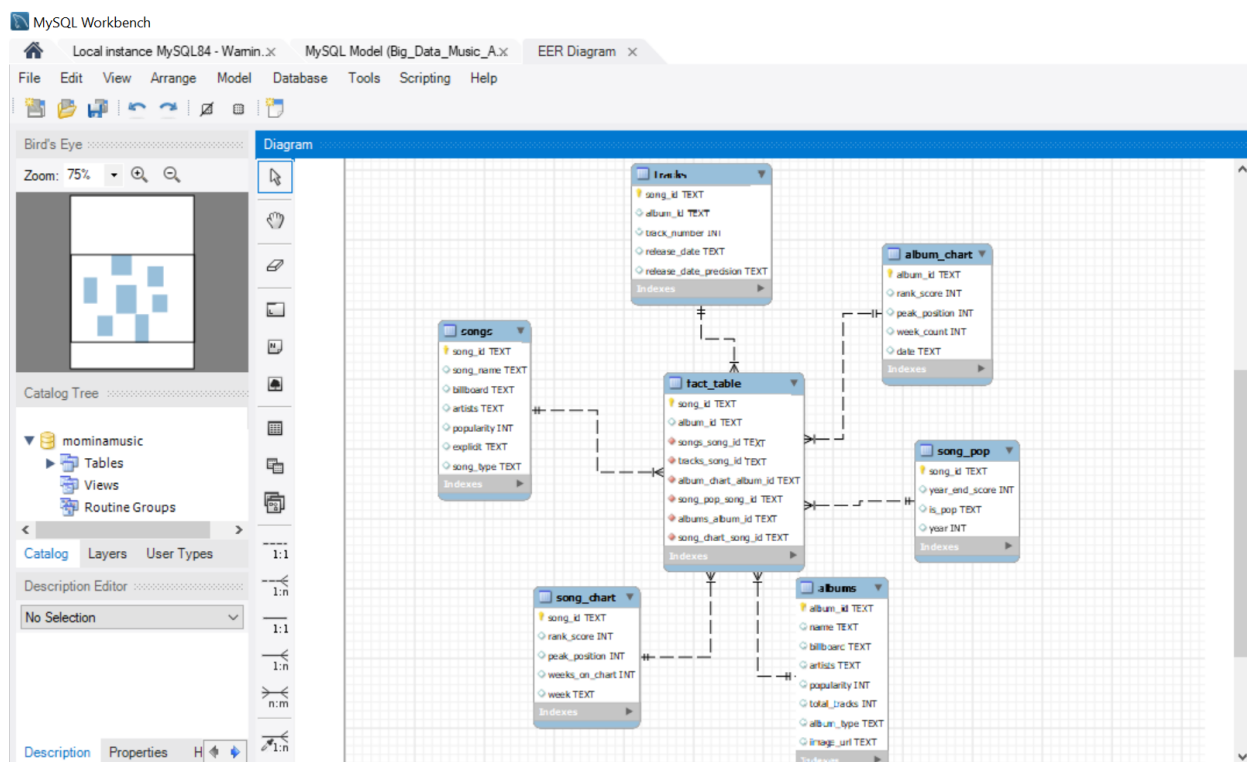 MySQL Workbench
Local instance MySQL84 - Warnin... MySQL Model (Big_Data_Music_A... EER Diagram
File Edit View Arrange Model Database Tools Scripting Help
Bird's Eye
Zoom: 75%
Catalog Tree
mominamusic
Tables
Views
Routine Groups
Catalog Layers User Types
Description Editor
No Selection
Description Properties H
Diagram
1:1
1:n
1:1
1:n
n:m
1:n
tracks
song_id TEXT
album_id TEXT
track_number INT
release_date TEXT
release_date_precision TEXT
Indexes
album_chart
album_id TEXT
rank_score INT
peak_position INT
week_count INT
date TEXT
Indexes
songs
song_id TEXT
song_name TEXT
billboard TEXT
artists TEXT
popularity INT
explicit TEXT
song_type TEXT
Indexes
fact_table
song_id TEXT
album_id TEXT
songs_song_id TEXT
tracks_song_id TEXT
album_chart_album_id TEXT
song_pop_song_id TEXT
albums_album_id TEXT
song_chart_song_id TEXT
Indexes
song_pop
song_id TEXT
year_end_score INT
is_pop TEXT
year INT
Indexes
song_chart
song_id TEXT
rank_score INT
peak_position INT
weeks_on_chart INT
week TEXT
Indexes
albums
album_id TEXT
name TEXT
billboard TEXT
artists TEXT
popularity INT
total_tracks INT
album_type TEXT
image_url TEXT
Indexes